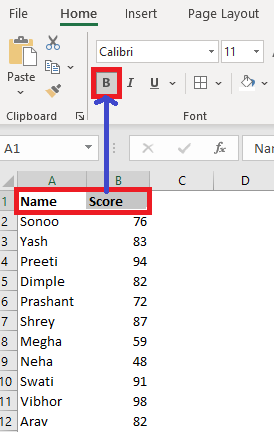 File Home Insert Page Layout
Calibri 11
Paste B I U
Clipboard Font
A1 Nar
A B C D
1 Name Score
2 Sonoo 76
3 Yash 83
4 Preeti 94
5 Dimple 82
6 Prashant 72
7 Shrey 87
8 Megha 59
9 Neha 48
10 Swati 91
11 Vibhor 98
12 Arav 82